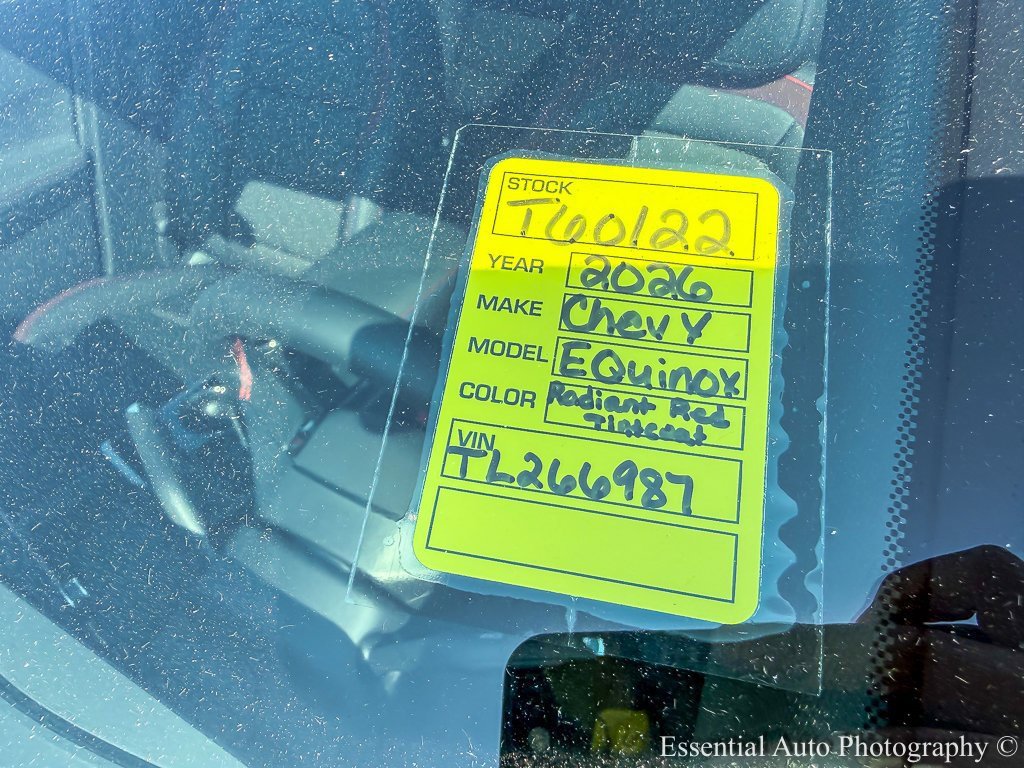 STOCK
T60122
YEAR 2026
MAKE Chevy
MODEL EQuinox
COLOR Radiant Red
Tintcoat
VIN
TL266987
Essential Auto Photography ©